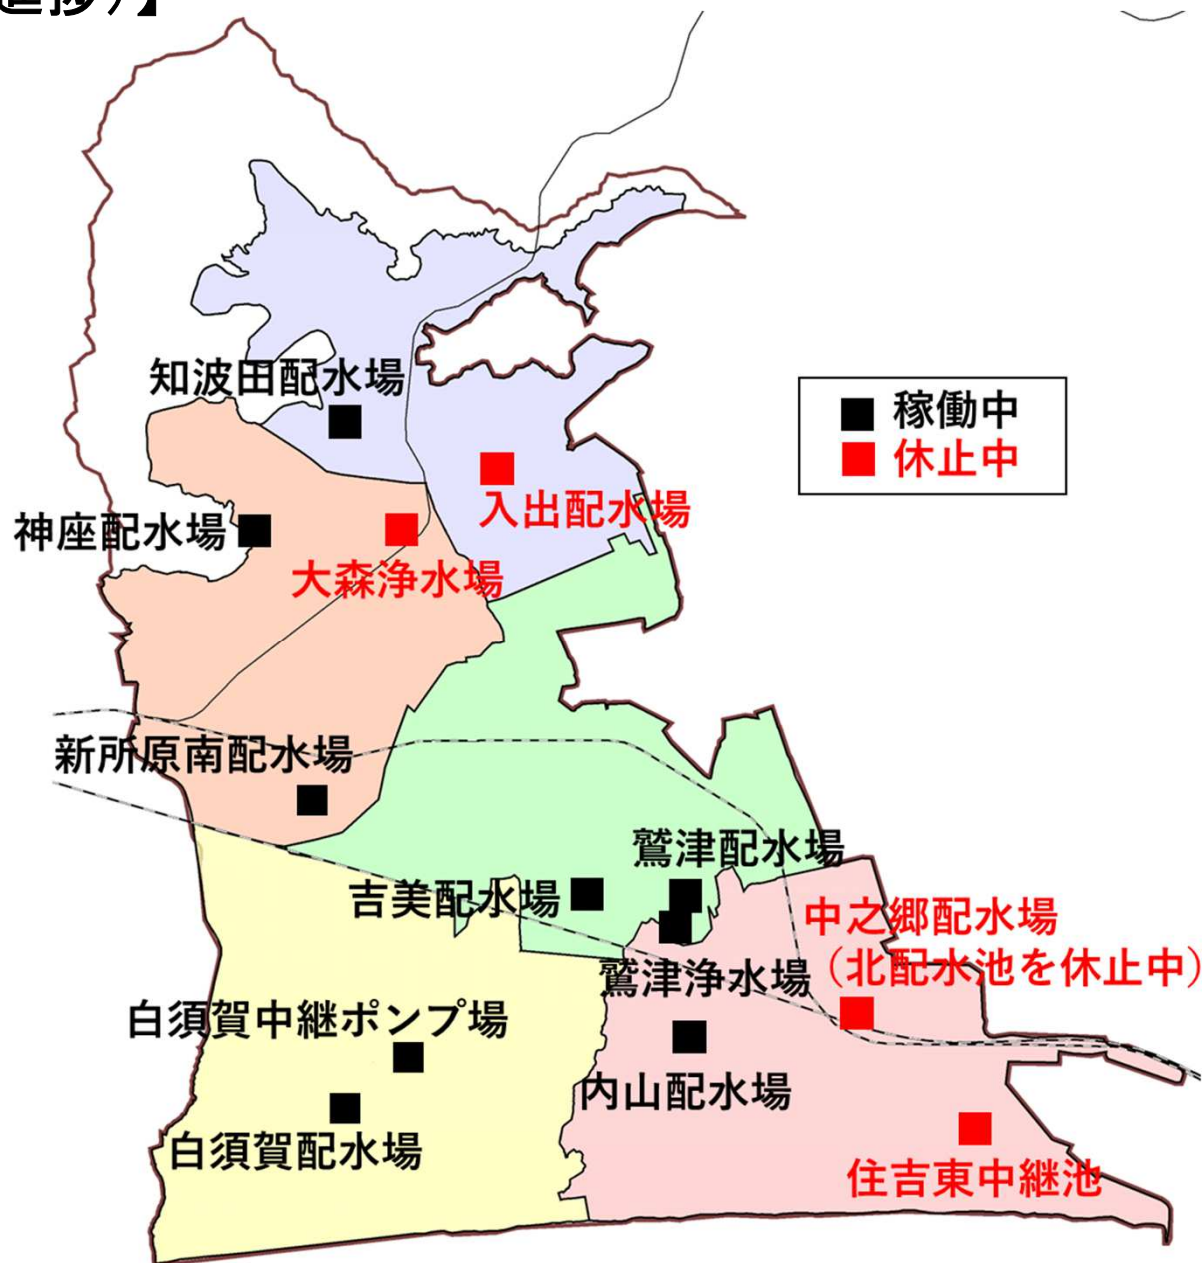 知波田配水場
稼働中
休止中
入出配水場
神座配水場
大森浄水場
新所原南配水場
鷲津配水場
吉美配水場
中之郷配水場
（北配水池を休止中）
鷲津浄水場
白須賀中継ポンプ場
内山配水場
白須賀配水場
住吉東中継池